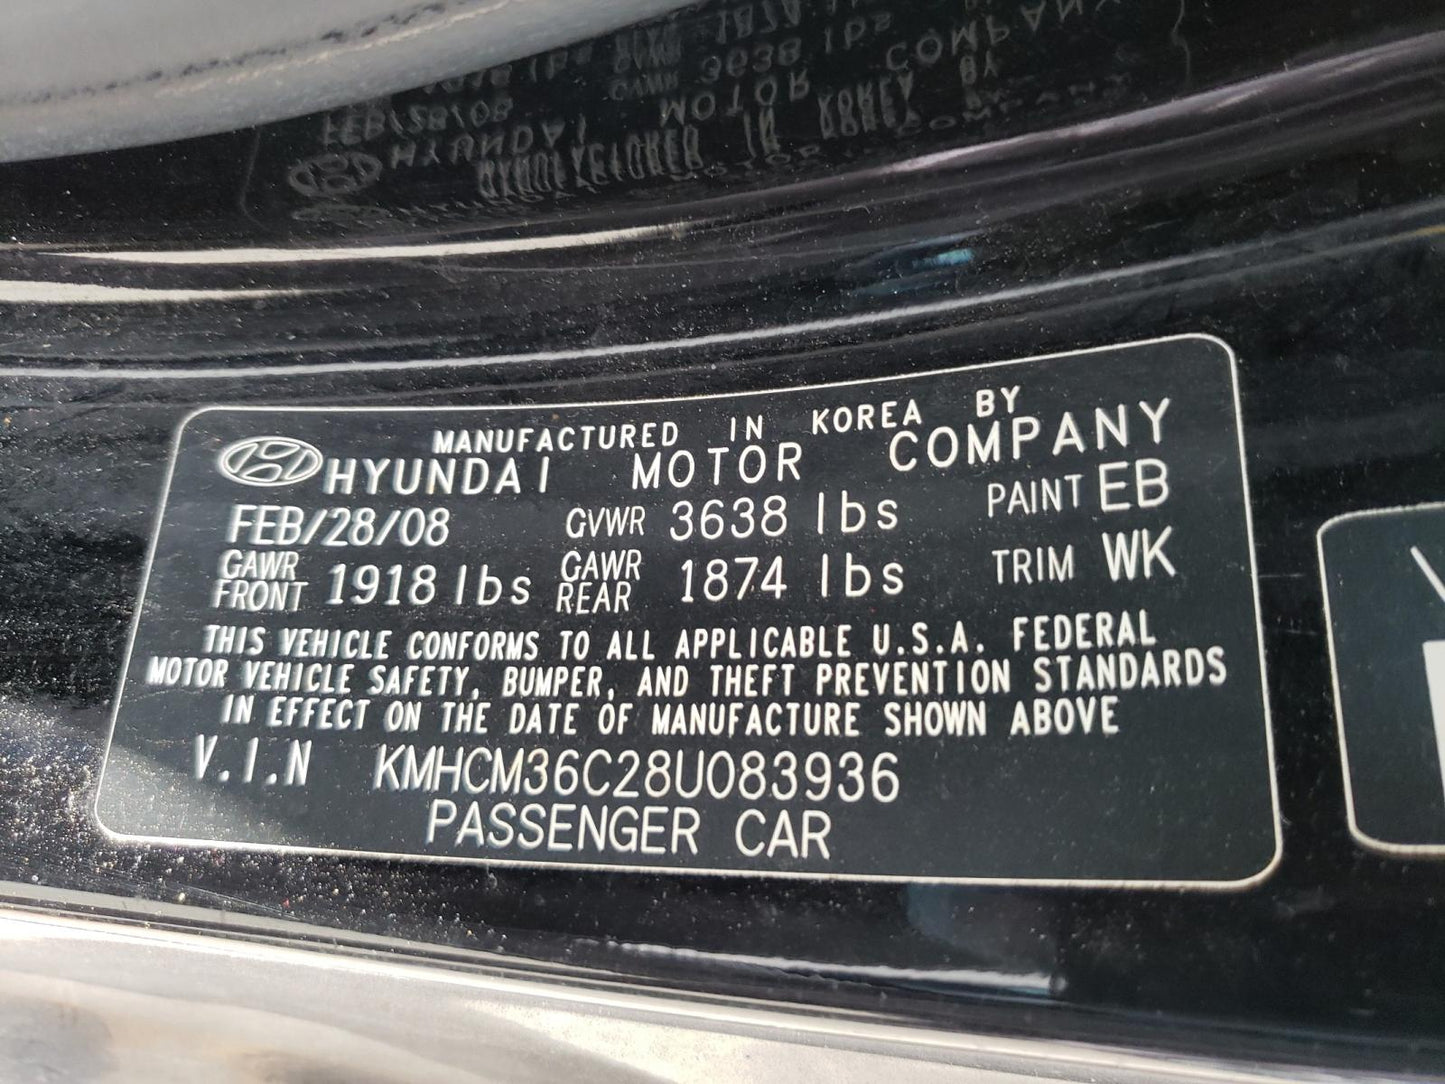 MANUFACTURED IN KOREA BY
HYUNDAI MOTOR COMPANY
FEB/28/08 GVWR 3638 lbs PAINT EB
GAWR FRONT 1918 lbs GAWR REAR 1874 lbs TRIM WK
THIS VEHICLE CONFORMS TO ALL APPLICABLE U.S.A. FEDERAL
MOTOR VEHICLE SAFETY, BUMPER, AND THEFT PREVENTION STANDARDS
IN EFFECT ON THE DATE OF MANUFACTURE SHOWN ABOVE
V.I.N KMHCM36C28U083936
PASSENGER CAR